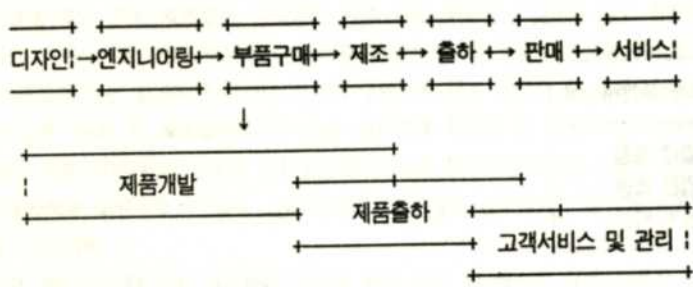 디자인 → 엔지니어링 ↔ 부품구매 ↔ 제조 ↔ 출하 ↔ 판매 ↔ 서비스
↓
제품개발
제품출하
고객서비스 및 관리